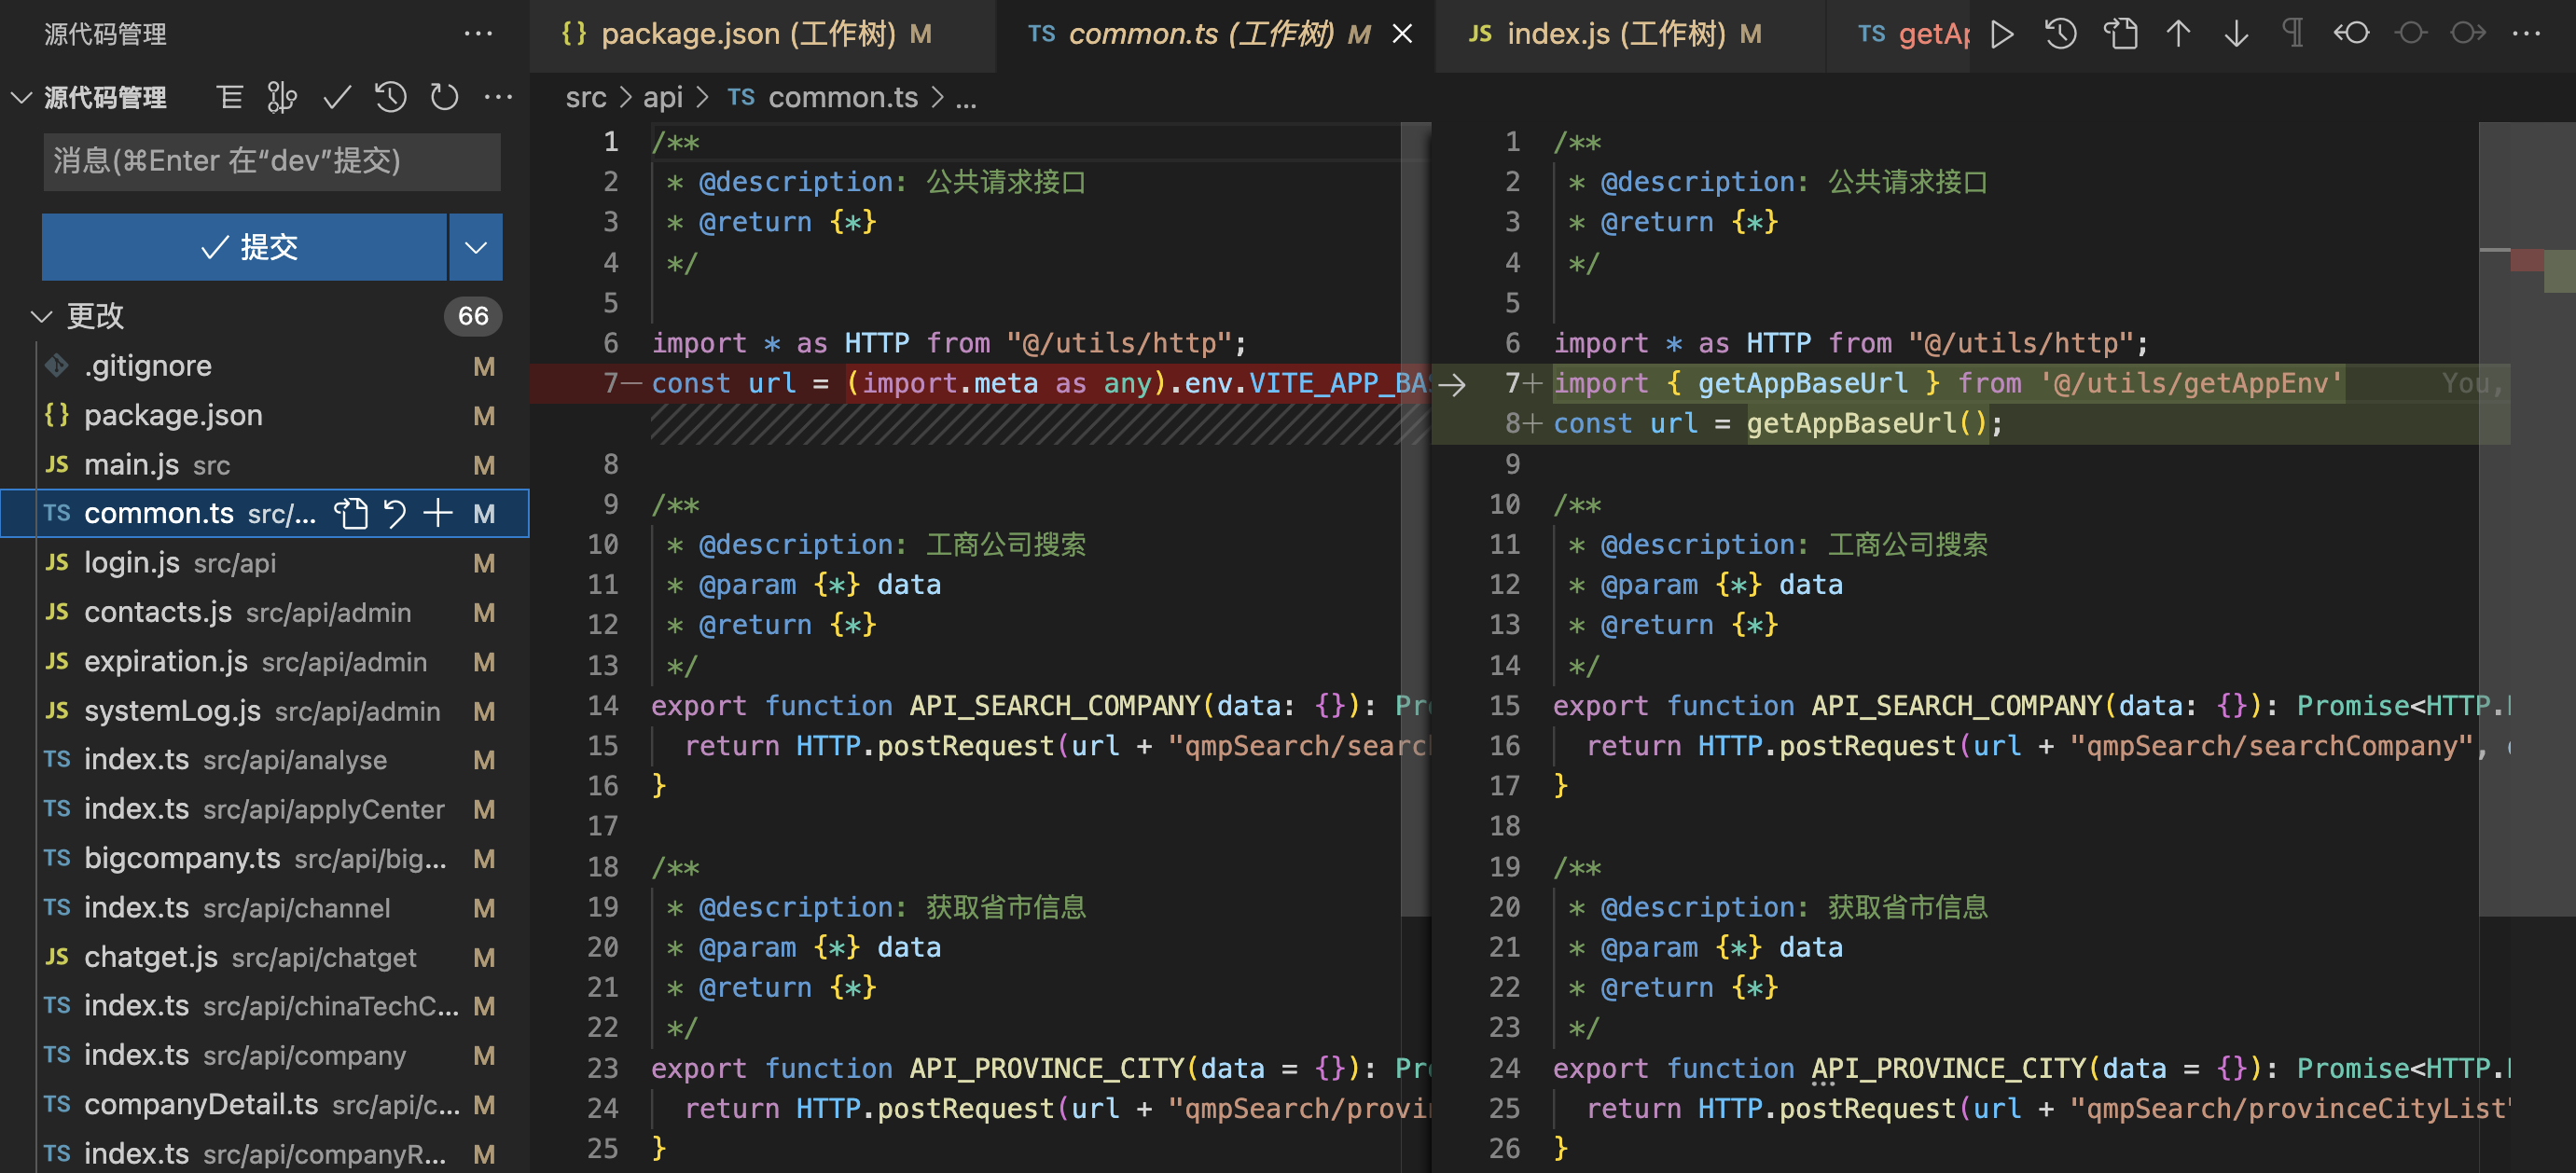 源代码管理
源代码管理
消息(⌘Enter 在“dev”提交)
提交
更改 66
.gitignore M
{} package.json M
JS main.js src M
TS common.ts src/... M
JS login.js src/api M
JS contacts.js src/api/admin M
JS expiration.js src/api/admin M
JS systemLog.js src/api/admin M
TS index.ts src/api/analyse M
TS index.ts src/api/applyCenter M
TS bigcompany.ts src/api/big... M
TS index.ts src/api/channel M
JS chatget.js src/api/chatget M
TS index.ts src/api/chinaTechC... M
TS index.ts src/api/company M
TS companyDetail.ts src/api/c... M
TS index.ts src/api/companyR... M
{} package.json (工作树) M
TS common.ts (工作树) M
JS index.js (工作树) M
TS getAp
src > api > TS common.ts > ...
1 /**
2 * @description: 公共请求接口
3 * @return {*}
4 */
5
6 import * as HTTP from "@/utils/http";
7— const url = (import.meta as any).env.VITE_APP_BAS
8
9 /**
10 * @description: 工商公司搜索
11 * @param {*} data
12 * @return {*}
13 */
14 export function API_SEARCH_COMPANY(data: {}): Pr
15 return HTTP.postRequest(url + "qmpSearch/search
16 }
17
18 /**
19 * @description: 获取省市信息
20 * @param {*} data
21 * @return {*}
22 */
23 export function API_PROVINCE_CITY(data = {}): Pr
24 return HTTP.postRequest(url + "qmpSearch/provin
25 }
1 /**
2 * @description: 公共请求接口
3 * @return {*}
4 */
5
6 import * as HTTP from "@/utils/http";
7+ import { getAppBaseUrl } from '@/utils/getAppEnv' You,
8+ const url = getAppBaseUrl();
9
10 /**
11 * @description: 工商公司搜索
12 * @param {*} data
13 * @return {*}
14 */
15 export function API_SEARCH_COMPANY(data: {}): Promise<HTTP.
16 return HTTP.postRequest(url + "qmpSearch/searchCompany",
17 }
18
19 /**
20 * @description: 获取省市信息
21 * @param {*} data
22 * @return {*}
23 */
24 export function API_PROVINCE_CITY(data = {}): Promise<HTTP.
25 return HTTP.postRequest(url + "qmpSearch/provinceCityList"
26 }